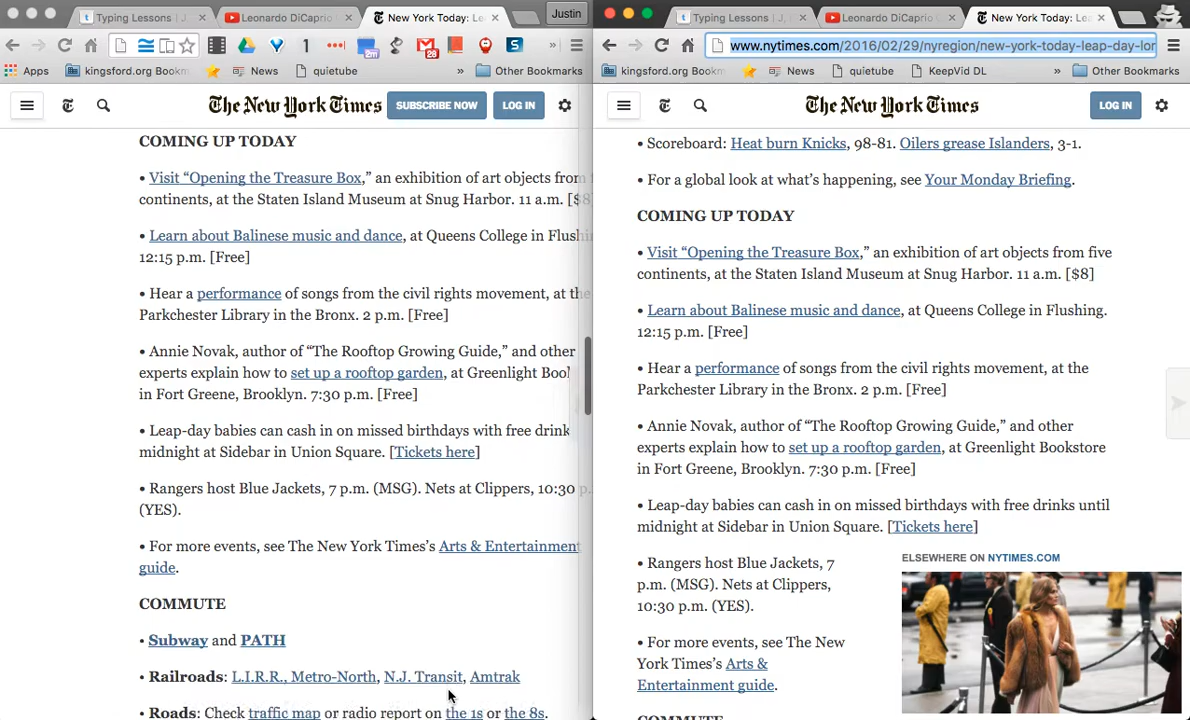 Typing Lessons | J
Leonardo DiCaprio
New York Today: Le
Justin
Apps
kingsford.org Bookm
News
quietube
»
Other Bookmarks
The New York Times
SUBSCRIBE NOW
LOG IN
COMING UP TODAY
• Visit “Opening the Treasure Box,” an exhibition of art objects from
continents, at the Staten Island Museum at Snug Harbor. 11 a.m. [$8
• Learn about Balinese music and dance, at Queens College in Flushi
12:15 p.m. [Free]
• Hear a performance of songs from the civil rights movement, at the
Parkchester Library in the Bronx. 2 p.m. [Free]
• Annie Novak, author of “The Rooftop Growing Guide,” and other
experts explain how to set up a rooftop garden, at Greenlight Bool
in Fort Greene, Brooklyn. 7:30 p.m. [Free]
• Leap-day babies can cash in on missed birthdays with free drink
midnight at Sidebar in Union Square. [Tickets here]
• Rangers host Blue Jackets, 7 p.m. (MSG). Nets at Clippers, 10:30 p
(YES).
• For more events, see The New York Times’s Arts & Entertainment
guide.
COMMUTE
• Subway and PATH
• Railroads: L.I.R.R., Metro-North, N.J. Transit, Amtrak
• Roads: Check traffic map or radio report on the 1s or the 8s.
Typing Lessons | J
Leonardo DiCaprio
New York Today: Le
www.nytimes.com/2016/02/29/nyregion/new-york-today-leap-day-lor
kingsford.org Bookm
News
quietube
KeepVid DL
»
Other Bookmarks
The New York Times
LOG IN
• Scoreboard: Heat burn Knicks, 98-81. Oilers grease Islanders, 3-1.
• For a global look at what’s happening, see Your Monday Briefing.
COMING UP TODAY
• Visit “Opening the Treasure Box,” an exhibition of art objects from five
continents, at the Staten Island Museum at Snug Harbor. 11 a.m. [$8]
• Learn about Balinese music and dance, at Queens College in Flushing.
12:15 p.m. [Free]
• Hear a performance of songs from the civil rights movement, at the
Parkchester Library in the Bronx. 2 p.m. [Free]
• Annie Novak, author of “The Rooftop Growing Guide,” and other
experts explain how to set up a rooftop garden, at Greenlight Bookstore
in Fort Greene, Brooklyn. 7:30 p.m. [Free]
• Leap-day babies can cash in on missed birthdays with free drinks until
midnight at Sidebar in Union Square. [Tickets here]
• Rangers host Blue Jackets, 7
p.m. (MSG). Nets at Clippers,
10:30 p.m. (YES).
• For more events, see The New
York Times’s Arts &
Entertainment guide.
COMMUTE
ELSEWHERE ON NYTIMES.COM